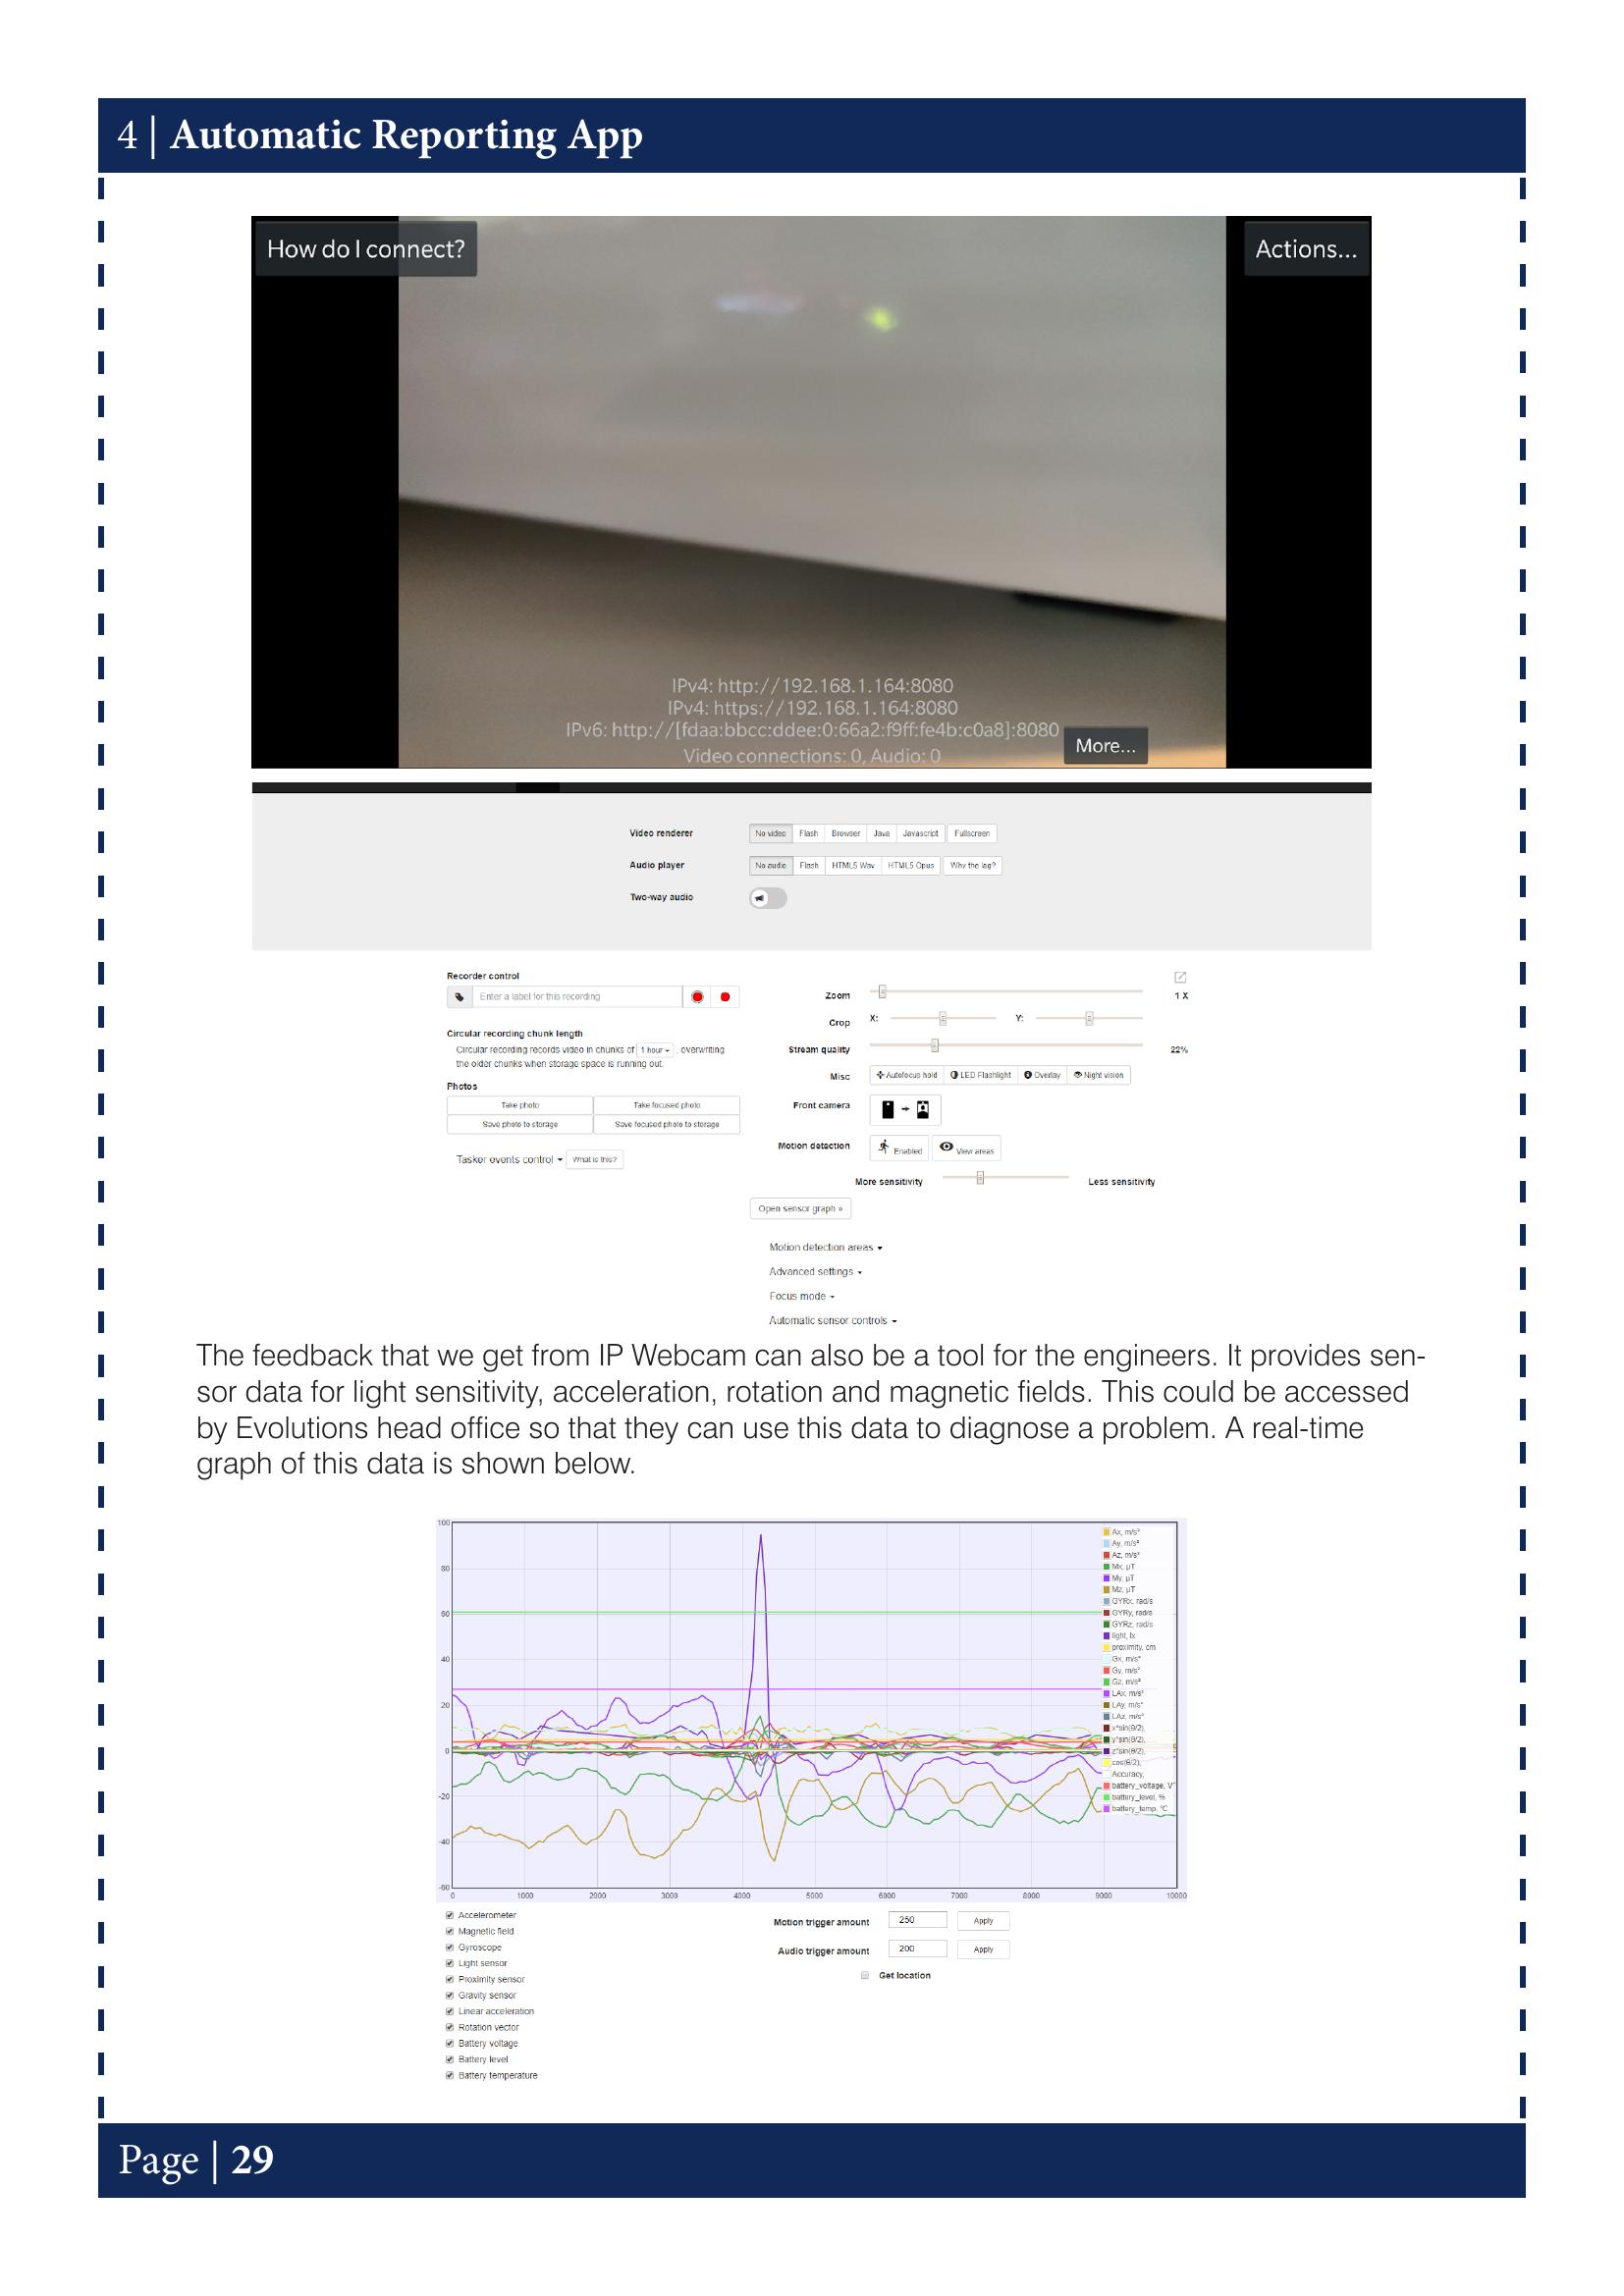 4 | Automatic Reporting App
How do I connect?
Actions...
IPv4: http://192.168.1.164:8080
IPv4: https://192.168.1.164:8080
IPv6: http://[fdaa:bbcc:ddee:0:66a2:f9ff:fe4b:c0a8]:8080
Video connections: 0, Audio: 0
More...
Video renderer
No video Flash Browser Java Javascript Fullscreen
Audio player
No audio Flash HTML5 Wav HTML5 Opus Why the lag?
Two-way audio
Recorder control
Enter a label for this recording
Circular recording chunk length
Circular recording records video in chunks of 1 hour , overwriting
the older chunks when storage space is running out.
Photos
Take photo Take focused photo
Save photo to storage Save focused photo to storage
Tasker events control What is this?
Zoom 1 X
Crop X: Y:
Stream quality 22%
Misc Autofocus hold LED Flashlight Overlay Night vision
Front camera
Motion detection Enabled View areas
More sensitivity Less sensitivity
Open sensor graph »
Motion detection areas
Advanced settings
Focus mode
Automatic sensor controls
The feedback that we get from IP Webcam can also be a tool for the engineers. It provides sen-
sor data for light sensitivity, acceleration, rotation and magnetic fields. This could be accessed
by Evolutions head office so that they can use this data to diagnose a problem. A real-time
graph of this data is shown below.
100
80
60
40
20
0
-20
-40
-60
0 1000 2000 3000 4000 5000 6000 7000 8000 9000 10000
Ax, m/s²
Ay, m/s²
Az, m/s²
Mx, µT
My, µT
Mz, µT
GYRx, rad/s
GYRy, rad/s
GYRz, rad/s
light, lx
proximity, cm
Gx, m/s²
Gy, m/s²
Gz, m/s²
LAx, m/s²
LAy, m/s²
LAz, m/s²
x*sin(θ/2),
y*sin(θ/2),
z*sin(θ/2),
cos(θ/2),
Accuracy,
battery_voltage, V
battery_level, %
battery_temp, °C
Accelerometer
Magnetic field
Gyroscope
Light sensor
Proximity sensor
Gravity sensor
Linear acceleration
Rotation vector
Battery voltage
Battery level
Battery temperature
Motion trigger amount 250 Apply
Audio trigger amount 200 Apply
Get location
Page | 29